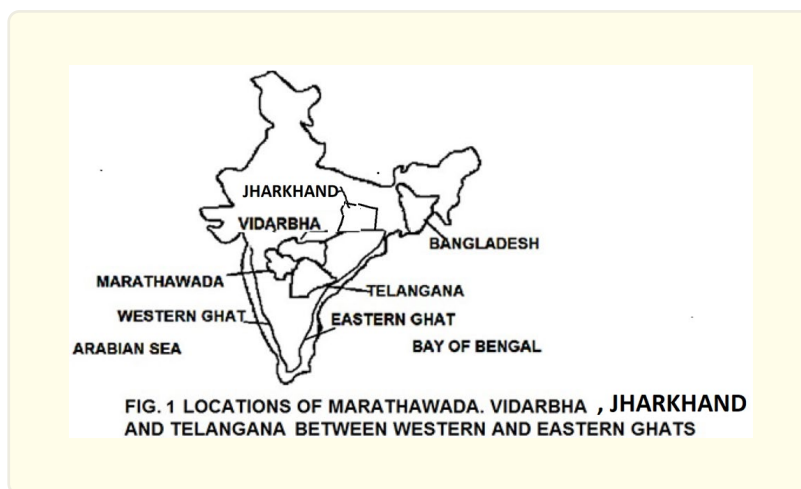 JHARKHAND
VIDARBHA
BANGLADESH
MARATHAWADA
TELANGANA
WESTERN GHAT
EASTERN GHAT
ARABIAN SEA
BAY OF BENGAL
FIG. 1 LOCATIONS OF MARATHAWADA. VIDARBHA , JHARKHAND
AND TELANGANA BETWEEN WESTERN AND EASTERN GHATS